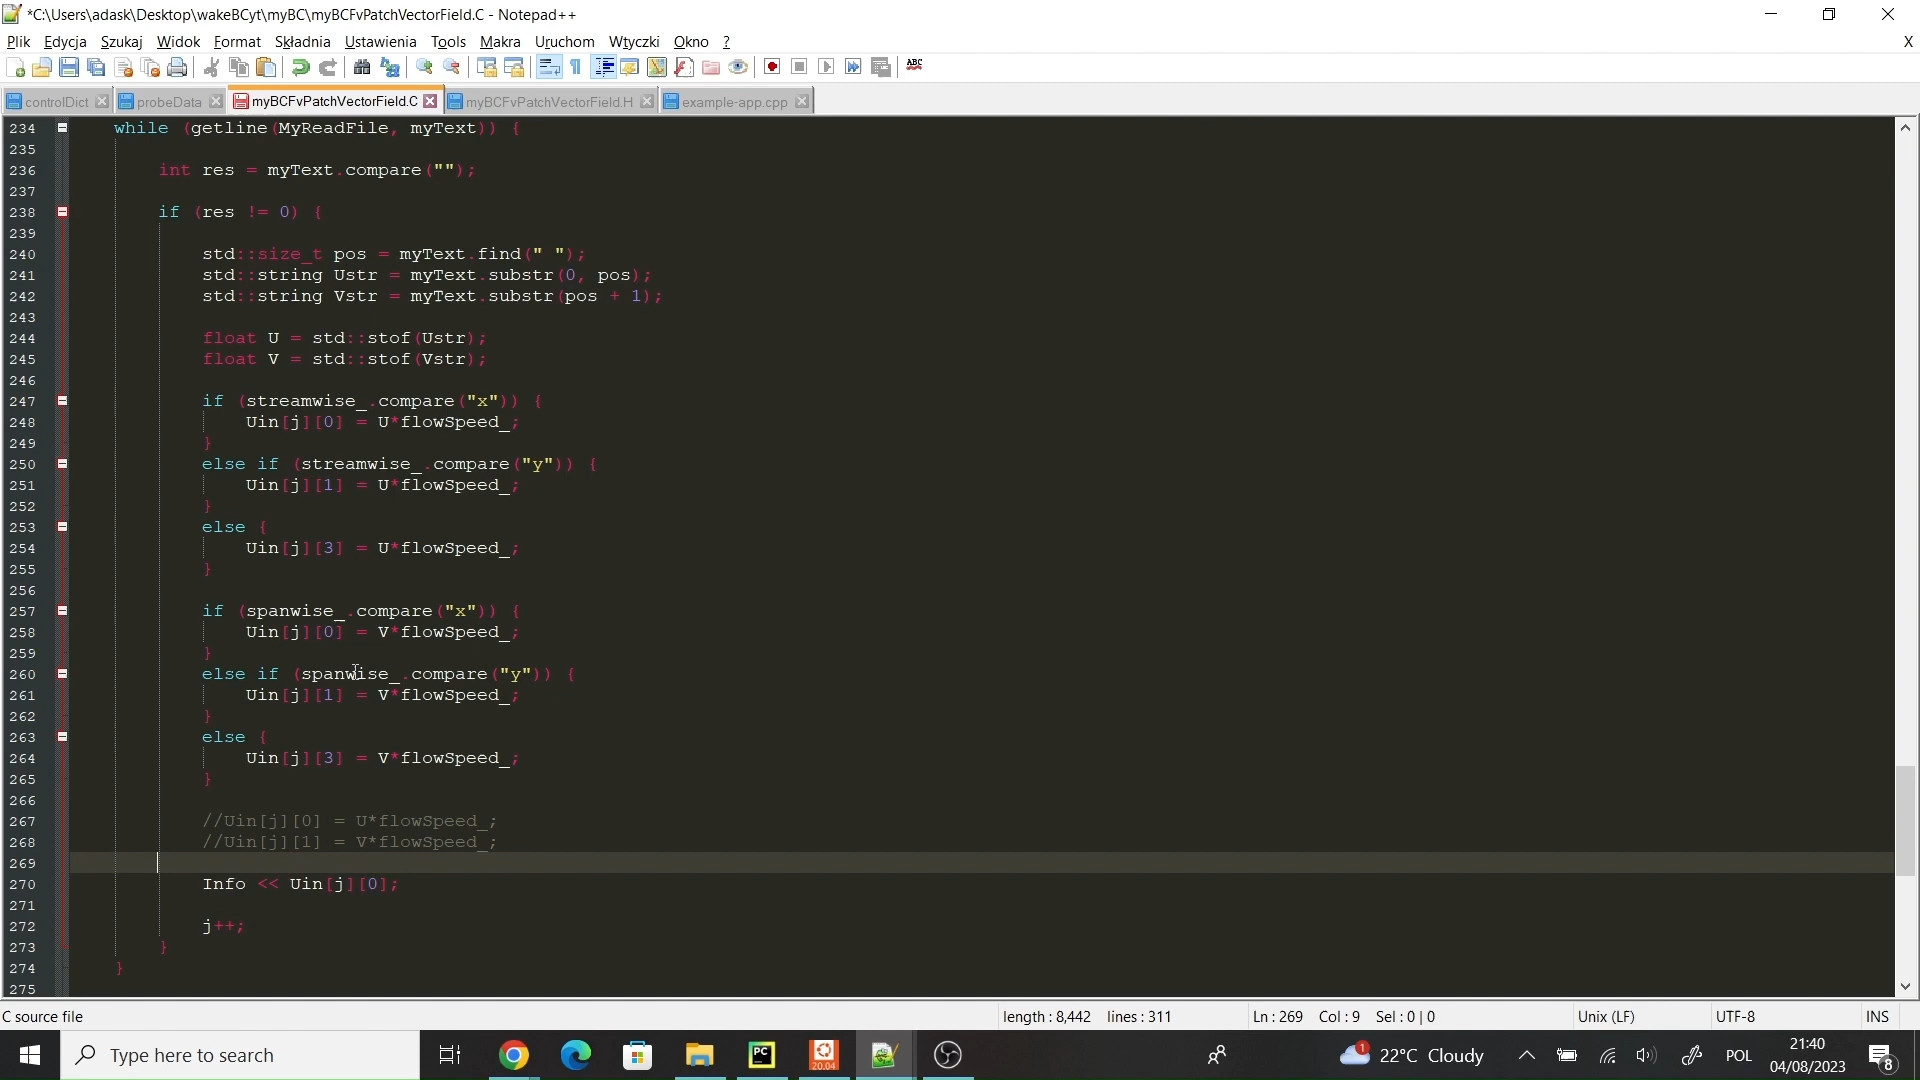 *C:\Users\adask\Desktop\wakeBCyt\myBC\myBCFvPatchVectorField.C - Notepad++
Plik Edycja Szukaj Widok Format Składnia Ustawienia Tools Makra Uruchom Wtyczki Okno ? X
ABC
controlDict probeData myBCFvPatchVectorField.C myBCFvPatchVectorField.H example-app.cpp
234 while (getline(MyReadFile, myText)) {
235
236 int res = myText.compare("");
237
238 if (res != 0) {
239
240 std::size_t pos = myText.find(" ");
241 std::string Ustr = myText.substr(0, pos);
242 std::string Vstr = myText.substr(pos + 1);
243
244 float U = std::stof(Ustr);
245 float V = std::stof(Vstr);
246
247 if (streamwise_.compare("x")) {
248 Uin[j][0] = U*flowSpeed_;
249 }
250 else if (streamwise_.compare("y")) {
251 Uin[j][1] = U*flowSpeed_;
252 }
253 else {
254 Uin[j][3] = U*flowSpeed_;
255 }
256
257 if (spanwise_.compare("x")) {
258 Uin[j][0] = V*flowSpeed_;
259 }
260 else if (spanwise_.compare("y")) {
261 Uin[j][1] = V*flowSpeed_;
262 }
263 else {
264 Uin[j][3] = V*flowSpeed_;
265 }
266
267 //Uin[j][0] = U*flowSpeed_;
268 //Uin[j][1] = V*flowSpeed_;
269
270 Info << Uin[j][0];
271
272 j++;
273 }
274 }
275
C source file length : 8,442 lines : 311 Ln : 269 Col : 9 Sel : 0 | 0 Unix (LF) UTF-8 INS
Type here to search PC 20.04 1 22°C Cloudy POL 21:40
04/08/2023 8